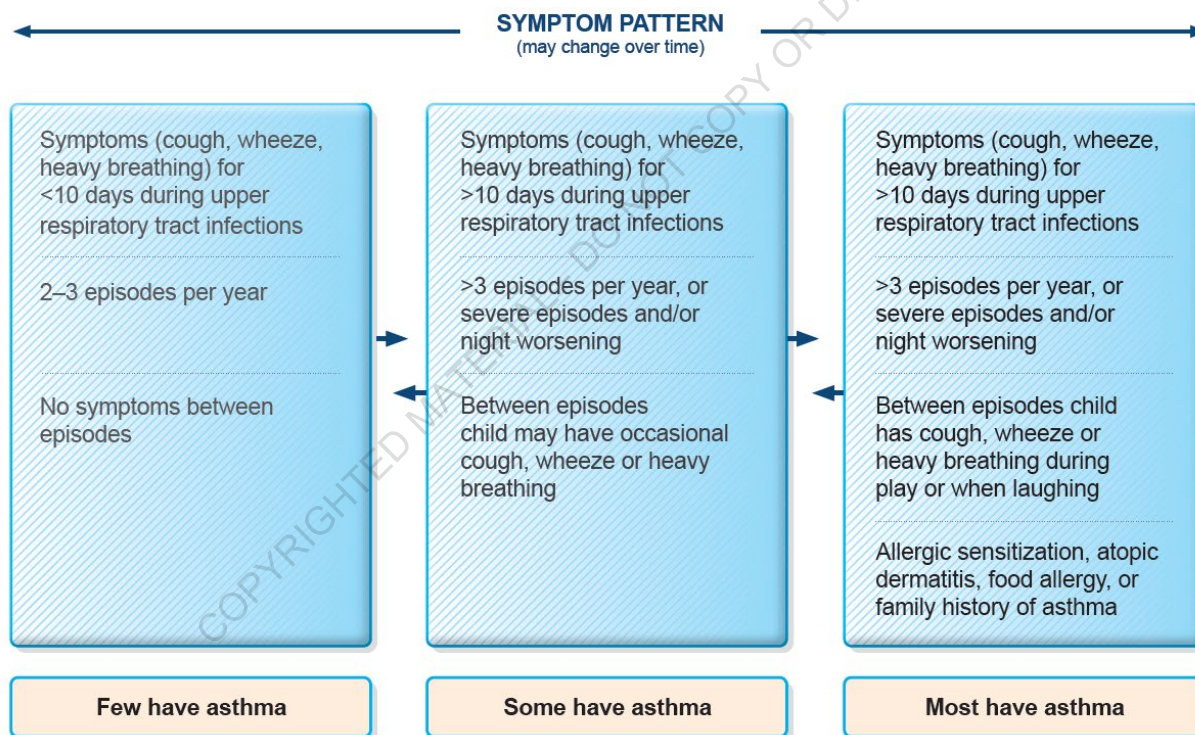 SYMPTOM PATTERN
(may change over time)
Symptoms (cough, wheeze,
heavy breathing) for
<10 days during upper
respiratory tract infections
2–3 episodes per year
No symptoms between
episodes
Few have asthma
Symptoms (cough, wheeze,
heavy breathing) for
>10 days during upper
respiratory tract infections
>3 episodes per year, or
severe episodes and/or
night worsening
Between episodes
child may have occasional
cough, wheeze or heavy
breathing
Some have asthma
Symptoms (cough, wheeze,
heavy breathing) for
>10 days during upper
respiratory tract infections
>3 episodes per year, or
severe episodes and/or
night worsening
Between episodes child
has cough, wheeze or
heavy breathing during
play or when laughing
Allergic sensitization, atopic
dermatitis, food allergy, or
family history of asthma
Most have asthma
COPYRIGHTED MATERIAL - DO NOT COPY OR